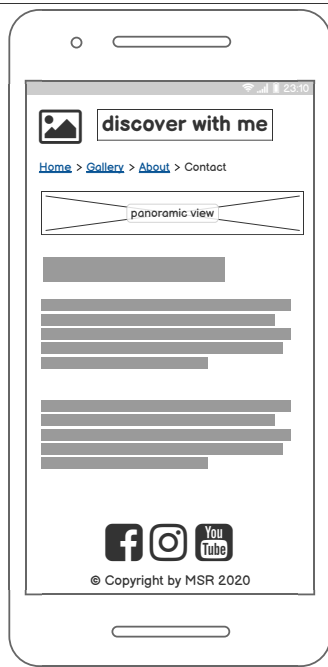 23:10
discover with me
Home > Gallery > About > Contact
panoramic view
You
Tube
© Copyright by MSR 2020